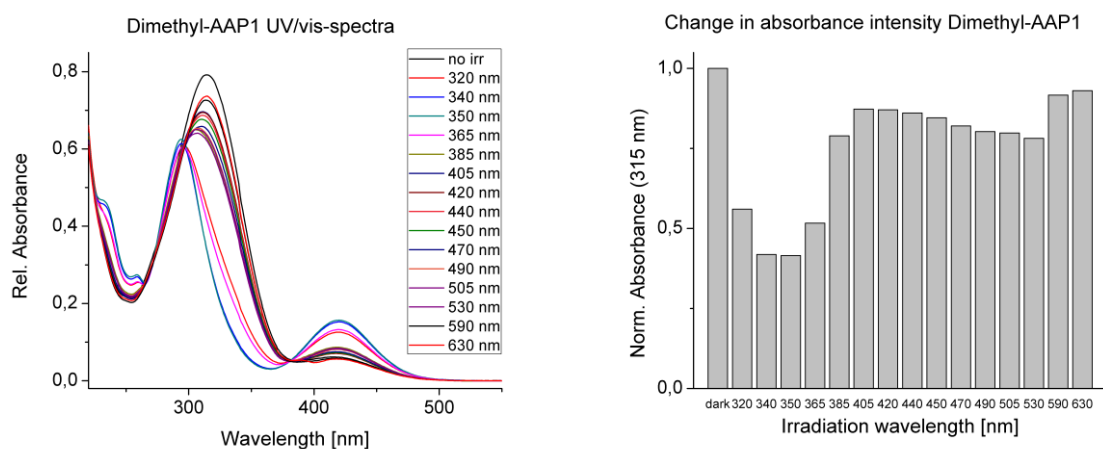 Dimethyl-AAP1 UV/vis-spectra
Rel. Absorbance
0,8
0,6
0,4
0,2
0,0
300
400
500
Wavelength [nm]
no irr
320 nm
340 nm
350 nm
365 nm
385 nm
405 nm
420 nm
440 nm
450 nm
470 nm
490 nm
505 nm
530 nm
590 nm
630 nm
Change in absorbance intensity Dimethyl-AAP1
Norm. Absorbance (315 nm)
1,0
0,5
0,0
dark 320 340 350 365 385 405 420 440 450 470 490 505 530 590 630
Irradiation wavelength [nm]